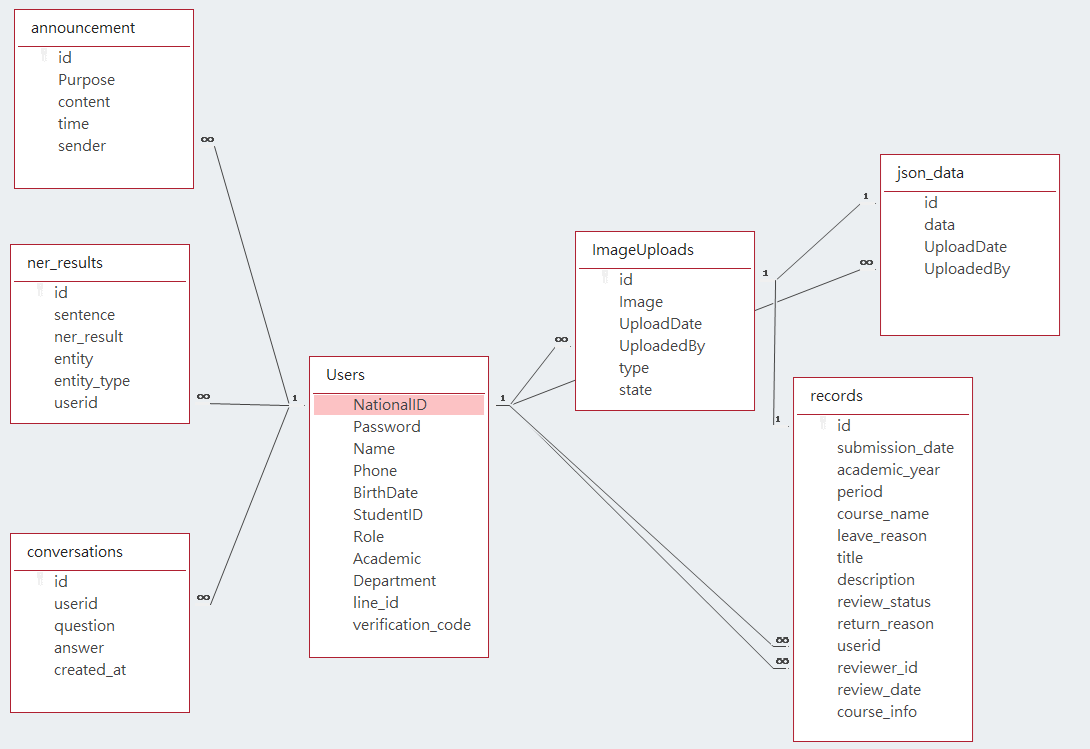 announcement
id
Purpose
content
time
sender
∞
ner_results
id
sentence
ner_result
entity
entity_type
userid
∞
conversations
id
userid
question
answer
created_at
∞
Users
NationalID
Password
Name
Phone
BirthDate
StudentID
Role
Academic
Department
line_id
verification_code
1
1
ImageUploads
id
Image
UploadDate
UploadedBy
type
state
∞
1
json_data
id
data
UploadDate
UploadedBy
1
∞
records
id
submission_date
academic_year
period
course_name
leave_reason
title
description
review_status
return_reason
userid
reviewer_id
review_date
course_info
1
∞
∞